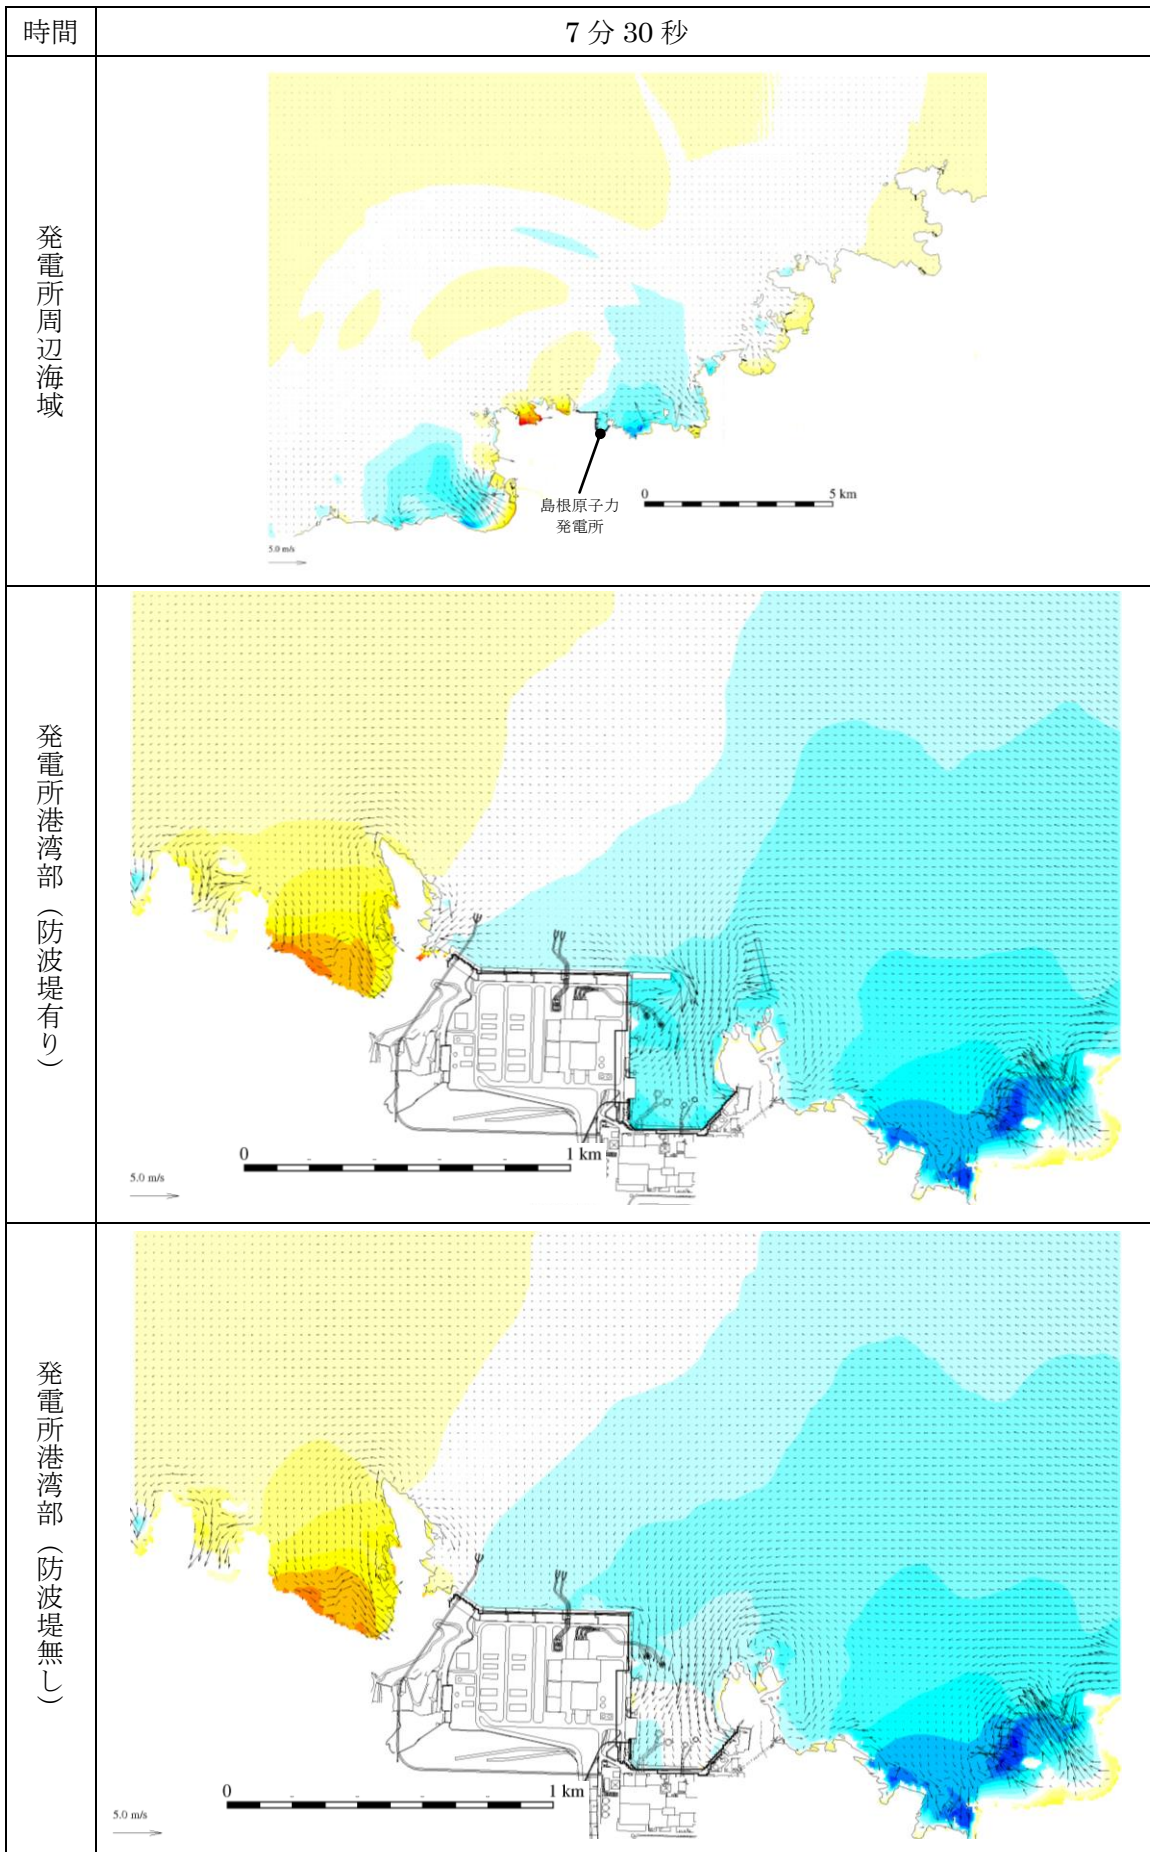 時間
7 分 30 秒
発電所周辺海域
島根原子力
発電所
0
5 km
5.0 m/s
発電所港湾部（防波堤有り）
0
1 km
5.0 m/s
発電所港湾部（防波堤無し）
0
1 km
5.0 m/s